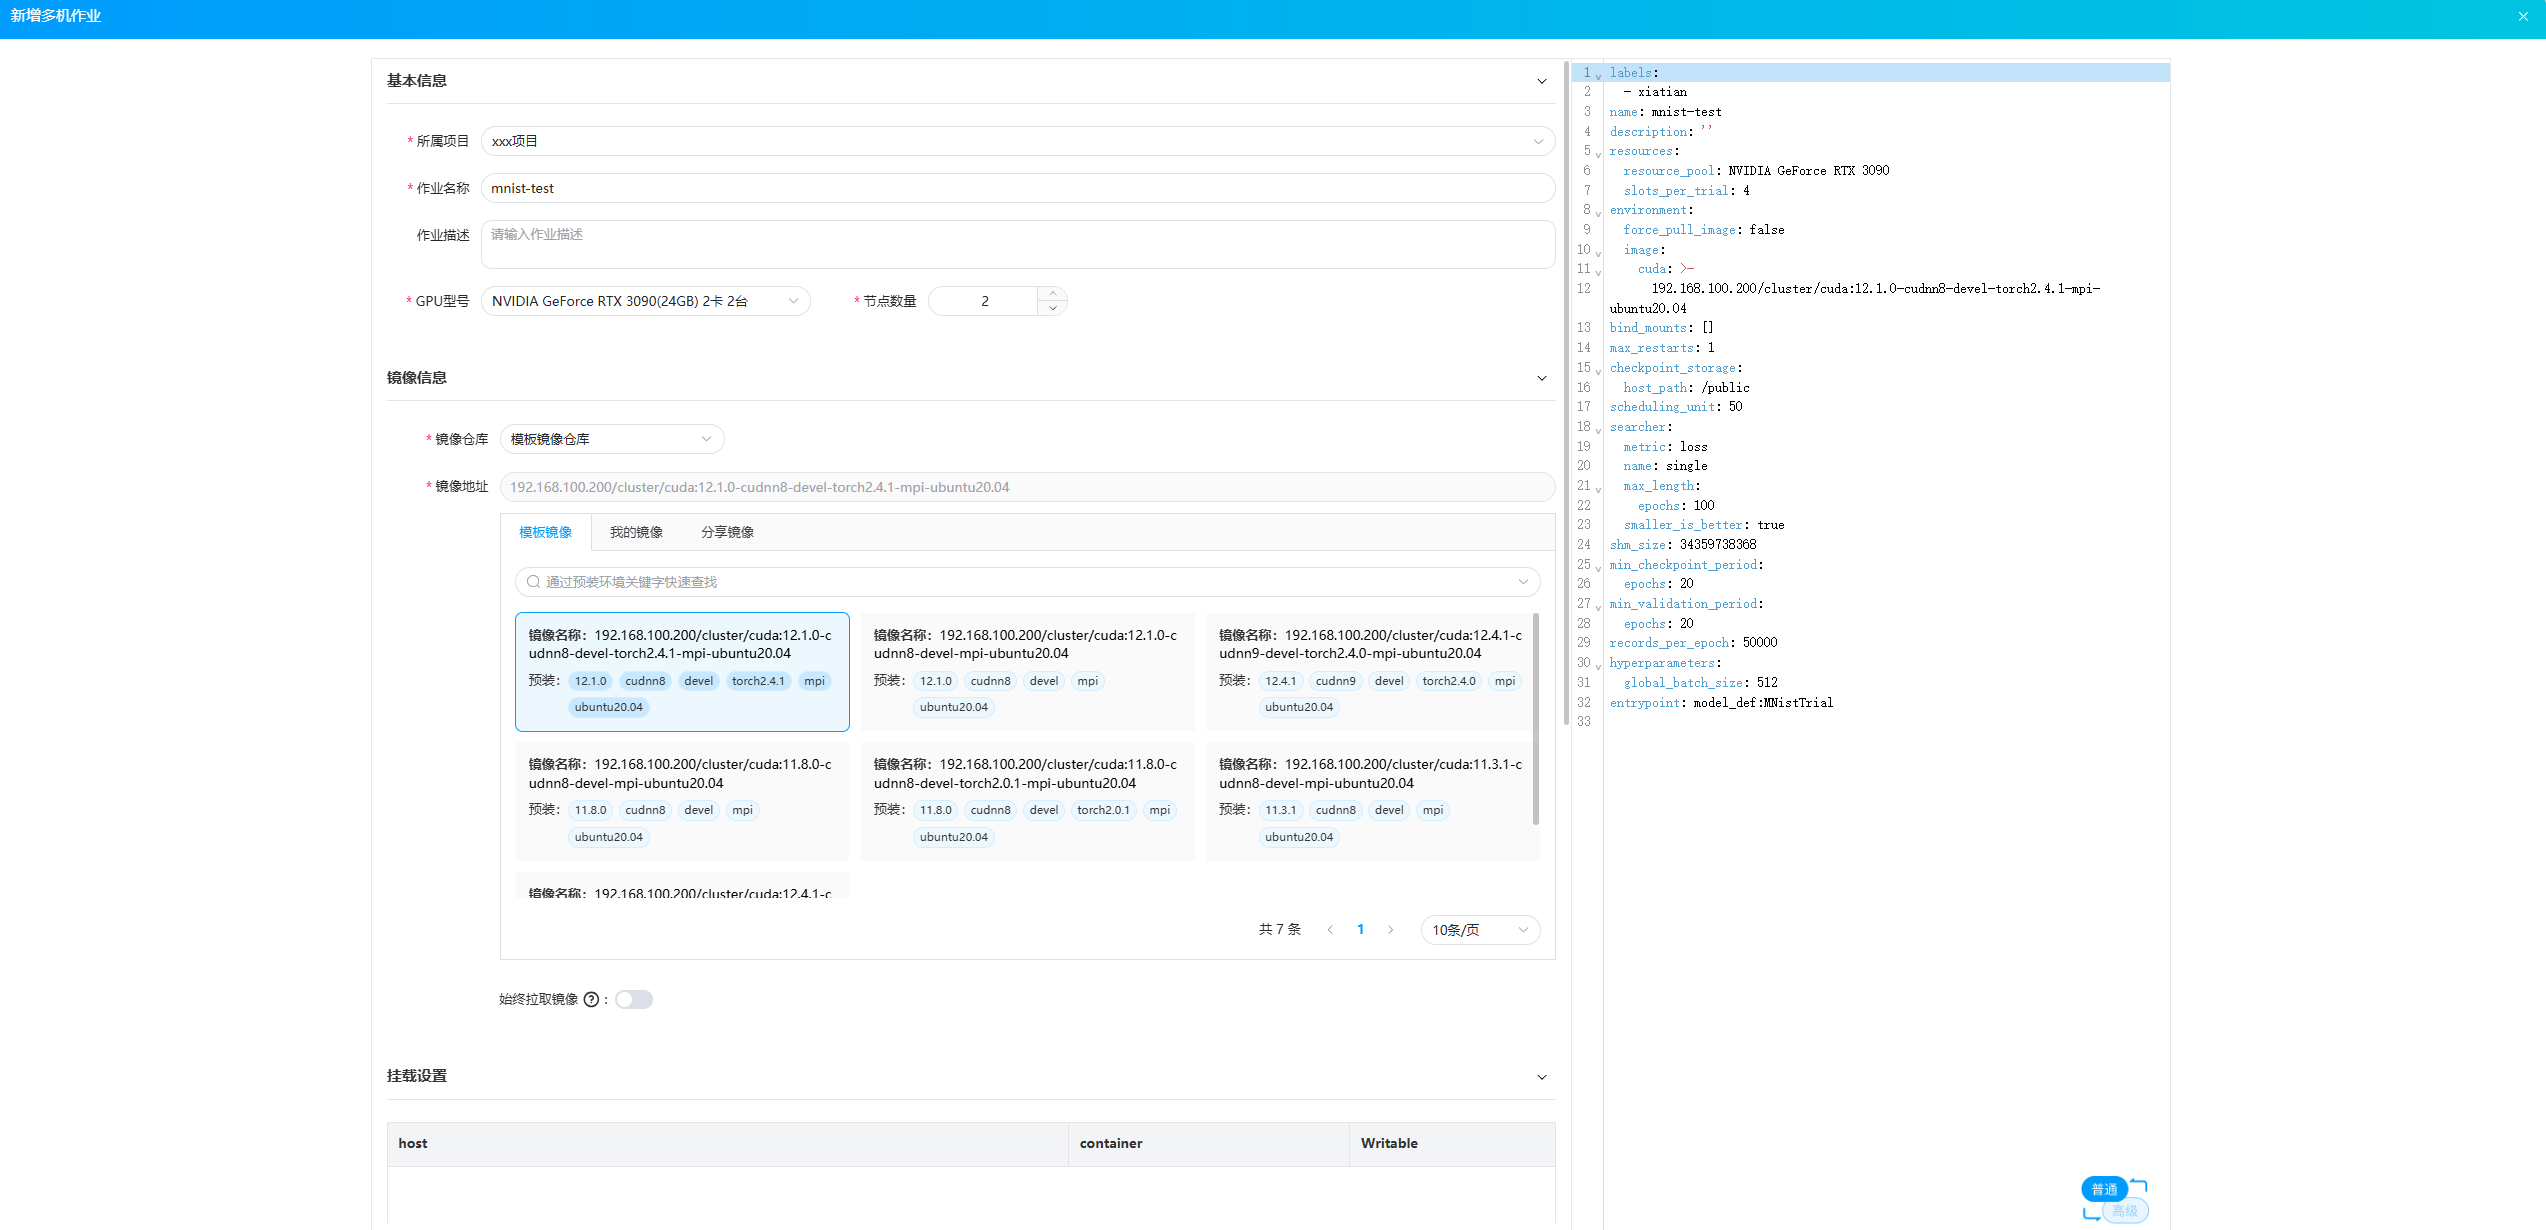 新增多机作业
基本信息
* 所属项目 xxx项目
* 作业名称 mnist-test
作业描述 请输入作业描述
* GPU型号 NVIDIA GeForce RTX 3090(24GB) 2卡 2台 * 节点数量 2
镜像信息
* 镜像仓库 模板镜像仓库
* 镜像地址 192.168.100.200/cluster/cuda:12.1.0-cudnn8-devel-torch2.4.1-mpi-ubuntu20.04
模板镜像 我的镜像 分享镜像
通过预装环境关键字快速查找
镜像名称：192.168.100.200/cluster/cuda:12.1.0-c
udnn8-devel-torch2.4.1-mpi-ubuntu20.04
预装： 12.1.0 cudnn8 devel torch2.4.1 mpi
ubuntu20.04
镜像名称：192.168.100.200/cluster/cuda:12.1.0-c
udnn8-devel-mpi-ubuntu20.04
预装： 12.1.0 cudnn8 devel mpi
ubuntu20.04
镜像名称：192.168.100.200/cluster/cuda:12.4.1-c
udnn9-devel-torch2.4.0-mpi-ubuntu20.04
预装： 12.4.1 cudnn9 devel torch2.4.0 mpi
ubuntu20.04
镜像名称：192.168.100.200/cluster/cuda:11.8.0-c
udnn8-devel-mpi-ubuntu20.04
预装： 11.8.0 cudnn8 devel mpi
ubuntu20.04
镜像名称：192.168.100.200/cluster/cuda:11.8.0-c
udnn8-devel-torch2.0.1-mpi-ubuntu20.04
预装： 11.8.0 cudnn8 devel torch2.0.1 mpi
ubuntu20.04
镜像名称：192.168.100.200/cluster/cuda:11.3.1-c
udnn8-devel-mpi-ubuntu20.04
预装： 11.3.1 cudnn8 devel mpi
ubuntu20.04
镜像名称：192.168.100.200/cluster/cuda:12.4.1-c
共 7 条 1 10条/页
始终拉取镜像 ? :
挂载设置
host container Writable
1 labels:
2 - xiatian
3 name: mnist-test
4 description: ''
5 resources:
6 resource_pool: NVIDIA GeForce RTX 3090
7 slots_per_trial: 4
8 environment:
9 force_pull_image: false
10 image:
11 cuda: >-
12 192.168.100.200/cluster/cuda:12.1.0-cudnn8-devel-torch2.4.1-mpi-
ubuntu20.04
13 bind_mounts: []
14 max_restarts: 1
15 checkpoint_storage:
16 host_path: /public
17 scheduling_unit: 50
18 searcher:
19 metric: loss
20 name: single
21 max_length:
22 epochs: 100
23 smaller_is_better: true
24 shm_size: 34359738368
25 min_checkpoint_period:
26 epochs: 20
27 min_validation_period:
28 epochs: 20
29 records_per_epoch: 50000
30 hyperparameters:
31 global_batch_size: 512
32 entrypoint: model_def:MNistTrial
33
普通
高级